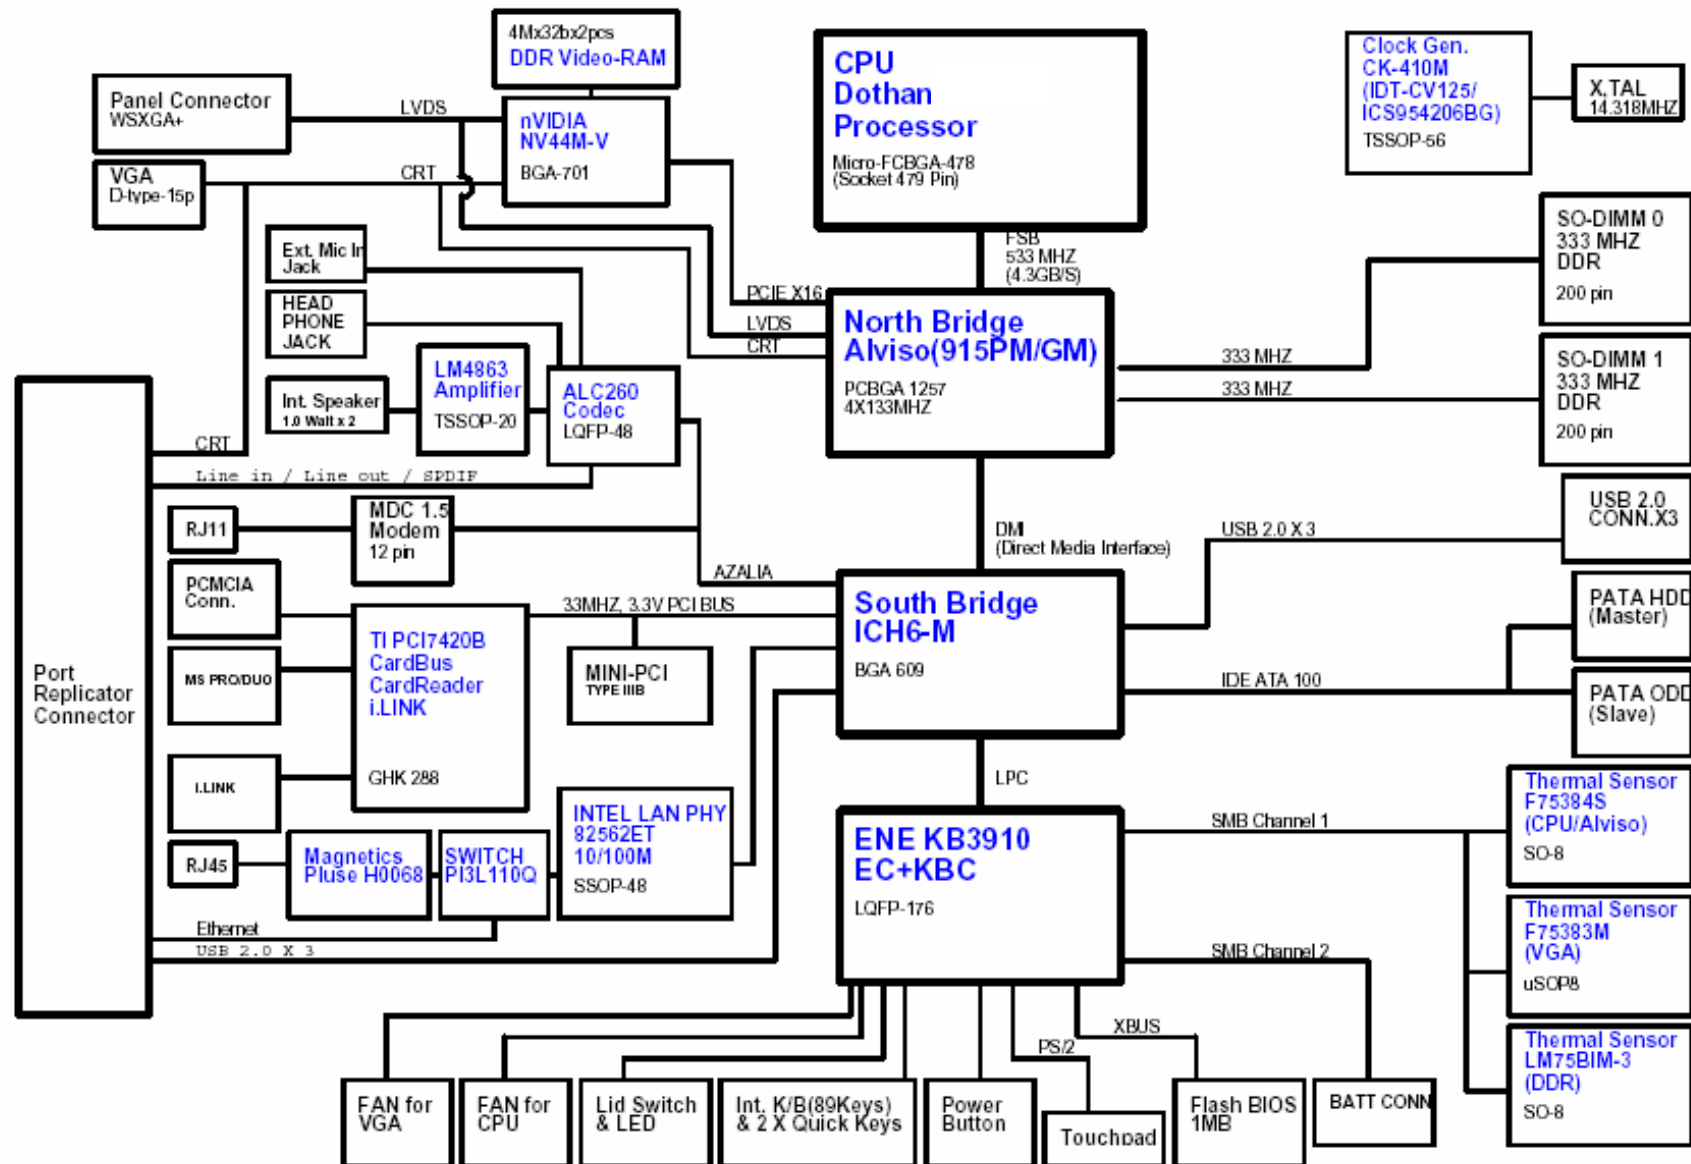 4Mx32bx2pcs
DDR Video-RAM
CPU
Dothan
Processor
Micro-FCBGA-478
(Socket 479 Pin)
Clock Gen.
CK-410M
(IDT-CV125/
ICS954206BG)
TSSOP-56
X.TAL
14.318MHZ
Panel Connector
WSXGA+
LVDS
nVIDIA
NV44M-V
BGA-701
VGA
D-type-15p
CRT
FSB
533 MHZ
(4.3GB/S)
SO-DIMM 0
333 MHZ
DDR
200 pin
Ext. Mic In
Jack
HEAD
PHONE
JACK
PCIE X16
LVDS
CRT
North Bridge
Alviso(915PM/GM)
PCBGA 1257
4X133MHZ
333 MHZ
333 MHZ
SO-DIMM 1
333 MHZ
DDR
200 pin
Int. Speaker
1.0 Watt x 2
LM4863
Amplifier
TSSOP-20
ALC260
Codec
LQFP-48
CRT
Line in / Line out / SPDIF
RJ11
MDC 1.5
Modem
12 pin
DMI
(Direct Media Interface)
USB 2.0 X 3
USB 2.0
CONN.X3
AZALIA
PCMCIA
Conn.
33MHZ, 3.3V PCI BUS
South Bridge
ICH6-M
BGA 609
PATA HDD
(Master)
Port
Replicator
Connector
MS PRO/DUO
TI PCI7420B
CardBus
CardReader
i.LINK
GHK 288
MINI-PCI
TYPE IIIB
IDE ATA 100
PATA ODD
(Slave)
I.LINK
LPC
INTEL LAN PHY
82562ET
10/100M
SSOP-48
ENE KB3910
EC+KBC
LQFP-176
SMB Channel 1
Thermal Sensor
F75384S
(CPU/Alviso)
SO-8
RJ45
Magnetics
Pluse H0068
SWITCH
PI3L110Q
Ethernet
USB 2.0 X 3
SMB Channel 2
Thermal Sensor
F75383M
(VGA)
uSOP8
XBUS
PS/2
Thermal Sensor
LM75BIM-3
(DDR)
SO-8
FAN for
VGA
FAN for
CPU
Lid Switch
& LED
Int. K/B(89Keys)
& 2 X Quick Keys
Power
Button
Touchpad
Flash BIOS
1MB
BATT CONN